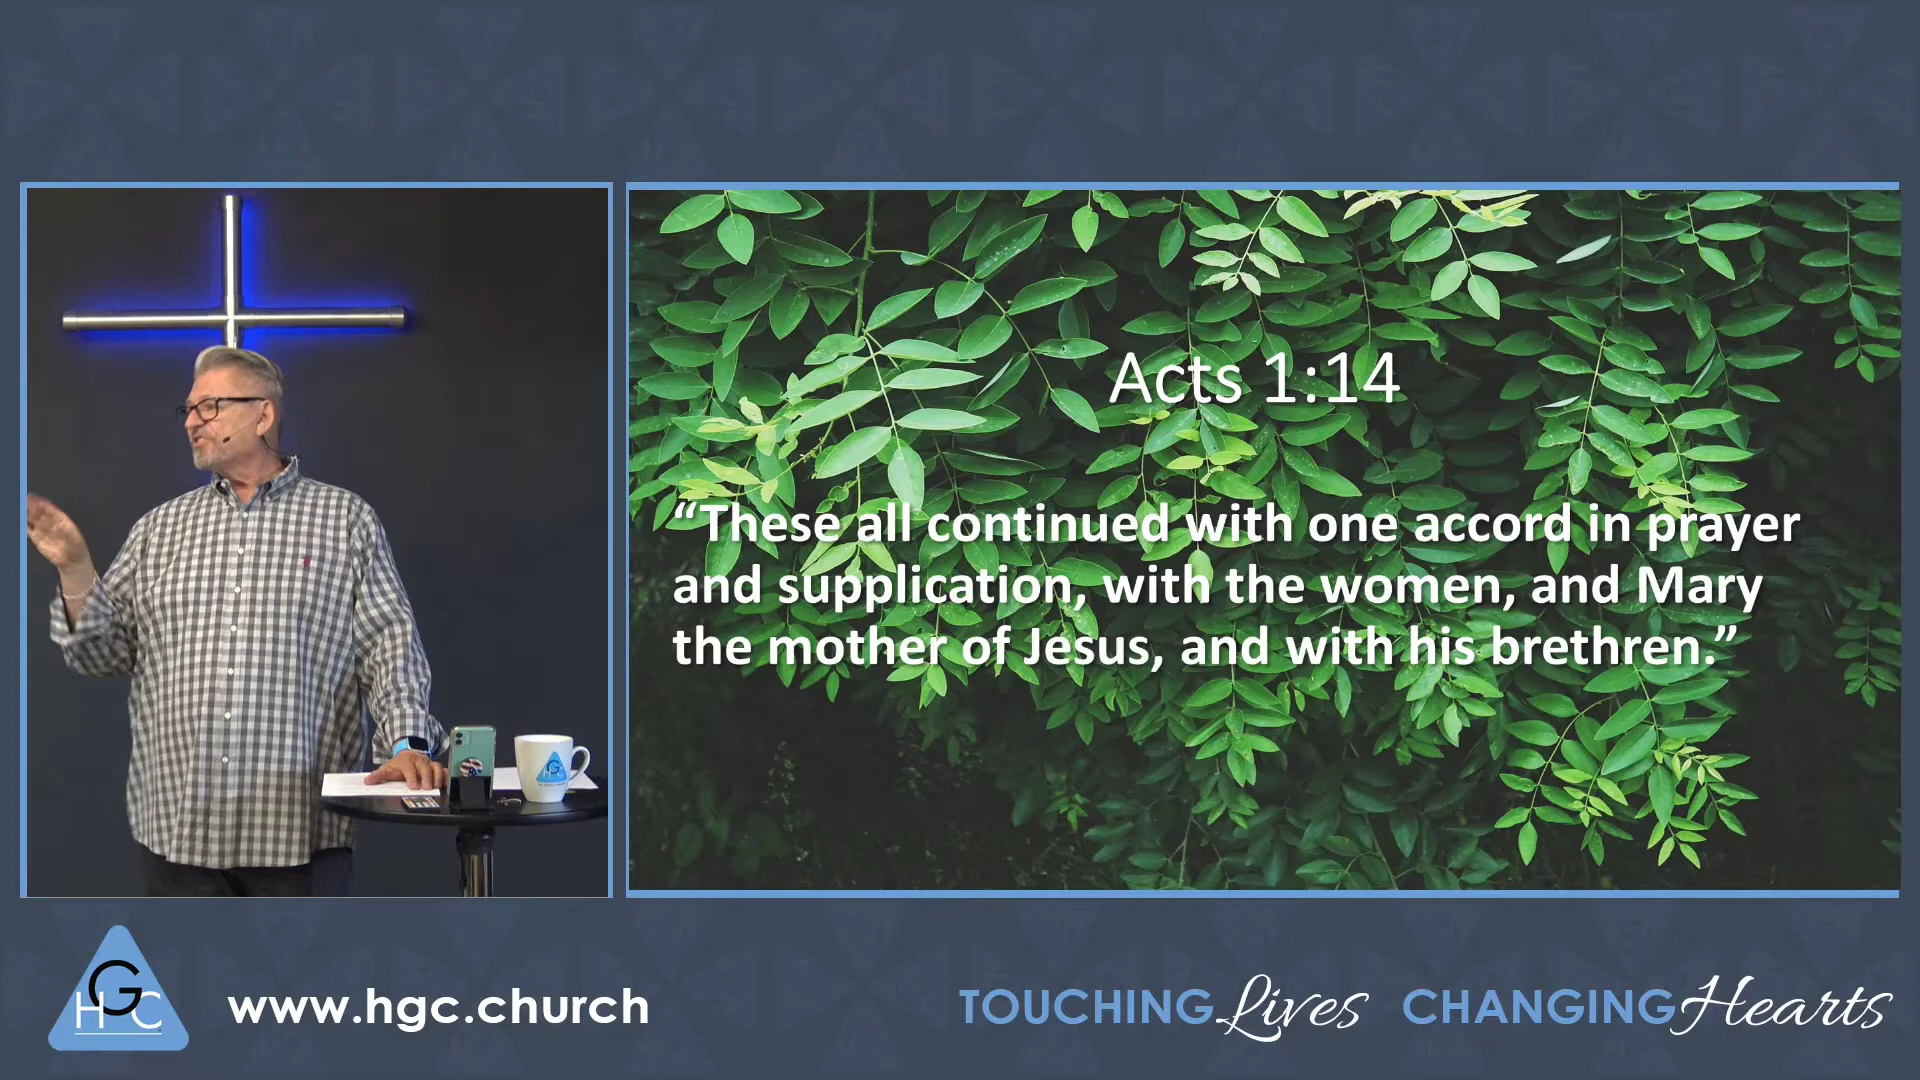 Acts 1:14
“These all continued with one accord in prayer
and supplication, with the women, and Mary
the mother of Jesus, and with his brethren.”
HGC
www.hgc.church
TOUCHING Lives CHANGING Hearts